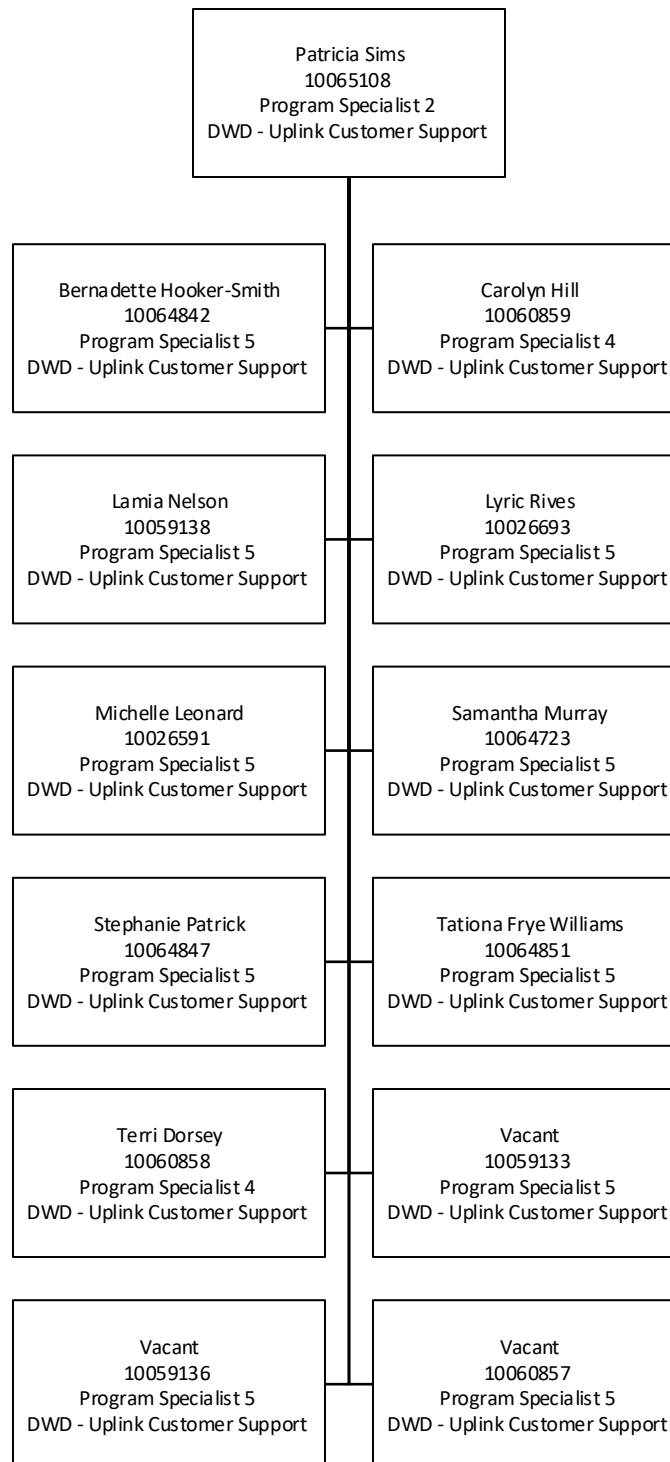 Patricia Sims
10065108
Program Specialist 2
DWD - Uplink Customer Support
Bernadette Hooker-Smith
10064842
Program Specialist 5
DWD - Uplink Customer Support
Carolyn Hill
10060859
Program Specialist 4
DWD - Uplink Customer Support
Lamia Nelson
10059138
Program Specialist 5
DWD - Uplink Customer Support
Lyric Rives
10026693
Program Specialist 5
DWD - Uplink Customer Support
Michelle Leonard
10026591
Program Specialist 5
DWD - Uplink Customer Support
Samantha Murray
10064723
Program Specialist 5
DWD - Uplink Customer Support
Stephanie Patrick
10064847
Program Specialist 5
DWD - Uplink Customer Support
Tationa Frye Williams
10064851
Program Specialist 5
DWD - Uplink Customer Support
Terri Dorsey
10060858
Program Specialist 4
DWD - Uplink Customer Support
Vacant
10059133
Program Specialist 5
DWD - Uplink Customer Support
Vacant
10059136
Program Specialist 5
DWD - Uplink Customer Support
Vacant
10060857
Program Specialist 5
DWD - Uplink Customer Support